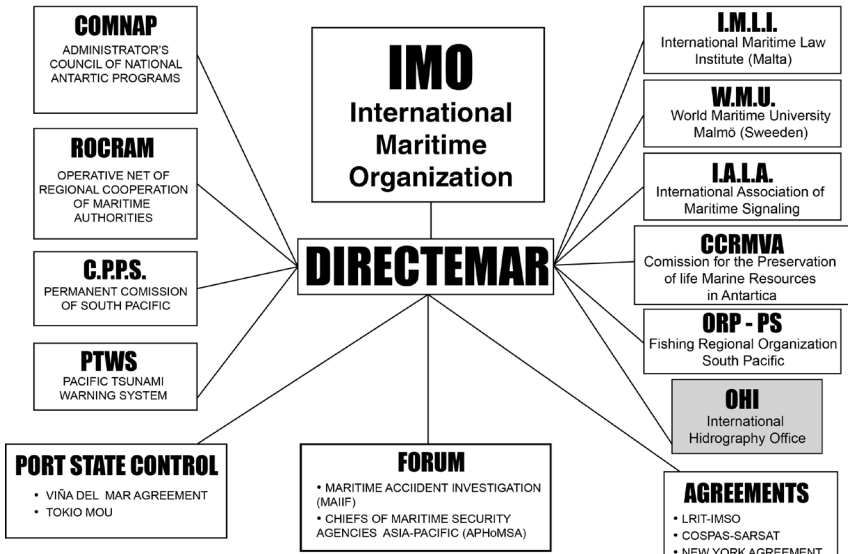 COMNAP
ADMINISTRATOR'S
COUNCIL OF NATIONAL
ANTARTIC PROGRAMS
ROCRAM
OPERATIVE NET OF
REGIONAL COOPERATION
OF MARITIME
AUTHORITIES
C.P.P.S.
PERMANENT COMISSION
OF SOUTH PACIFIC
PTWS
PACIFIC TSUNAMI
WARNING SYSTEM
IMO
International
Maritime
Organization
DIRECTEMAR
I.M.L.I.
International Maritime Law
Institute (Malta)
W.M.U.
World Maritime University
Malmö (Sweeden)
I.A.L.A.
International Association of
Maritime Signaling
CCRMVA
Comission for the Preservation
of life Marine Resources
in Antartica
ORP - PS
Fishing Regional Organization
South Pacific
OHI
International
Hidrography Office
PORT STATE CONTROL
• VIÑA DEL MAR AGREEMENT
• TOKIO MOU
FORUM
• MARITIME ACCIIDENT INVESTIGATION
(MAIIF)
• CHIEFS OF MARITIME SECURITY
AGENCIES ASIA-PACIFIC (APHoMSA)
AGREEMENTS
• LRIT-IMSO
• COSPAS-SARSAT
• NEW YORK AGREEMENT